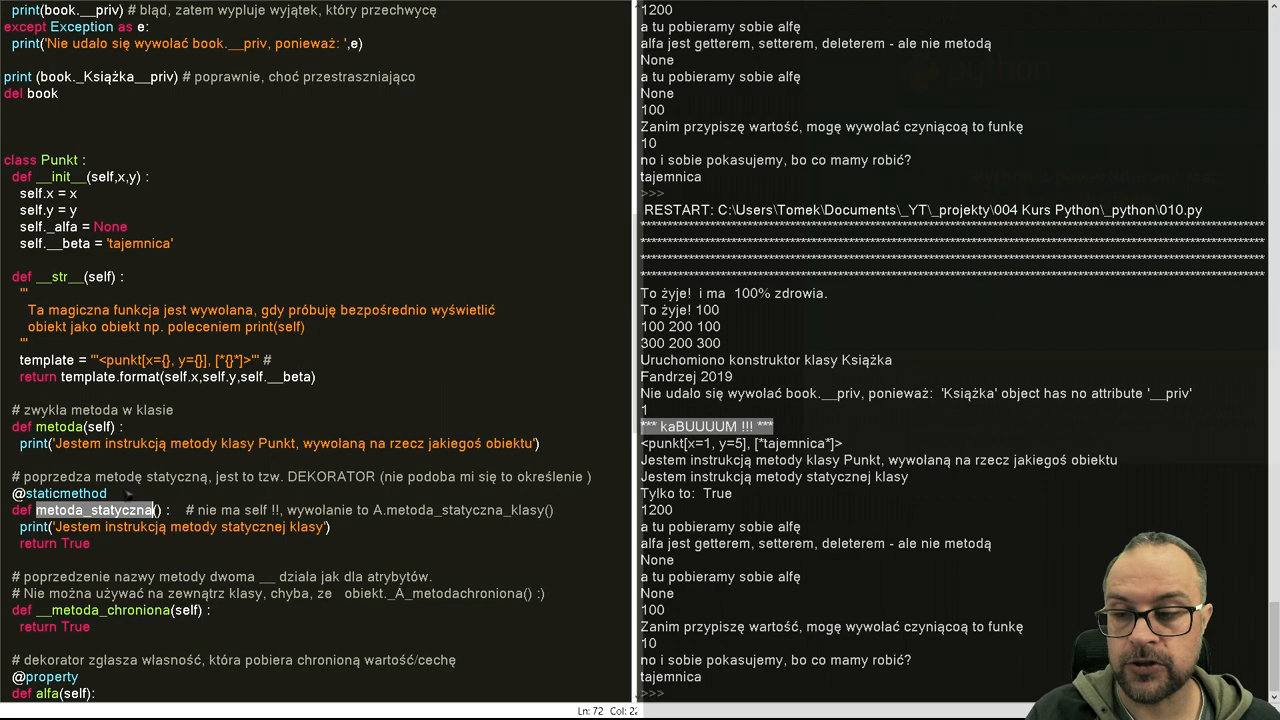 print(book.__priv) # błąd, zatem wypluje wyjątek, który przechwycę
except Exception as e:
print('Nie udało się wywołać book.__priv, ponieważ: ',e)
print (book._Książka__priv) # poprawnie, choć przestraszniająco
del book
class Punkt :
def __init__(self,x,y) :
self.x = x
self.y = y
self._alfa = None
self.__beta = 'tajemnica'
def __str__(self) :
'''
Ta magiczna funkcja jest wywołana, gdy próbuję bezpośrednio wyświetlić
obiekt jako obiekt np. poleceniem print(self)
'''
template = '''<punkt[x={}, y={}], [*{}*]>''' #
return template.format(self.x,self.y,self.__beta)
# zwykła metoda w klasie
def metoda(self) :
print('Jestem instrukcją metody klasy Punkt, wywołaną na rzecz jakiegoś obiektu')
# poprzedza metodę statyczną, jest to tzw. DEKORATOR (nie podoba mi się to określenie )
@staticmethod
def metoda_statyczna() : # nie ma self !!, wywołanie to A.metoda_statyczna_klasy()
print('Jestem instrukcją metody statycznej klasy')
return True
# poprzedzenie nazwy metody dwoma __ działa jak dla atrybytów.
# Nie można używać na zewnątrz klasy, chyba, ze obiekt._A_metodachroniona() :)
def __metoda_chroniona(self) :
return True
# dekorator zgłasza własność, która pobiera chronioną wartość/cechę
@property
def alfa(self):
Ln: 72 Col: 22
1200
a tu pobieramy sobie alfę
alfa jest getterem, setterem, deleterem - ale nie metodą
None
a tu pobieramy sobie alfę
None
100
Zanim przypiszę wartość, mogę wywołać czyniącoą to funkę
10
no i sobie pokasujemy, bo co mamy robić?
tajemnica
>>>
RESTART: C:\Users\Tomek\Documents\_YT\_projekty\004 Kurs Python\_python\010.py
To żyje! i ma 100% zdrowia.
To żyje! 100
100 200 100
300 200 300
Uruchomiono konstruktor klasy Książka
Fandrzej 2019
Nie udało się wywołać book.__priv, ponieważ: 'Książka' object has no attribute '__priv'
1
*** kaBUUUUM !!! ***
<punkt[x=1, y=5], [*tajemnica*]>
Jestem instrukcją metody klasy Punkt, wywołaną na rzecz jakiegoś obiektu
Jestem instrukcją metody statycznej klasy
Tylko to: True
1200
a tu pobieramy sobie alfę
alfa jest getterem, setterem, deleterem - ale nie metodą
None
a tu pobieramy sobie alfę
None
100
Zanim przypiszę wartość, mogę wywołać czyniącoą to funkę
10
no i sobie pokasujemy, bo co mamy robić?
tajemnica
>>>